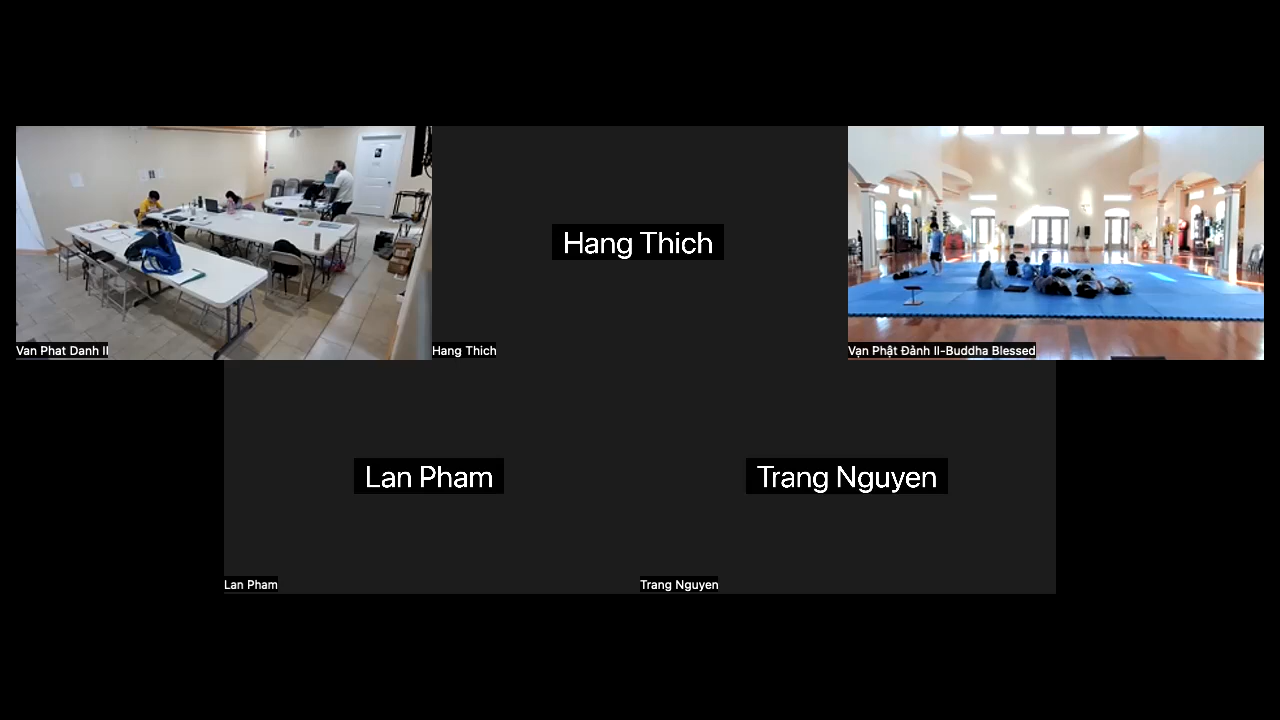 Hang Thich
Van Phat Danh II
Hang Thich
Vạn Phật Đảnh II-Buddha Blessed
Lan Pham
Trang Nguyen
Lan Pham
Trang Nguyen